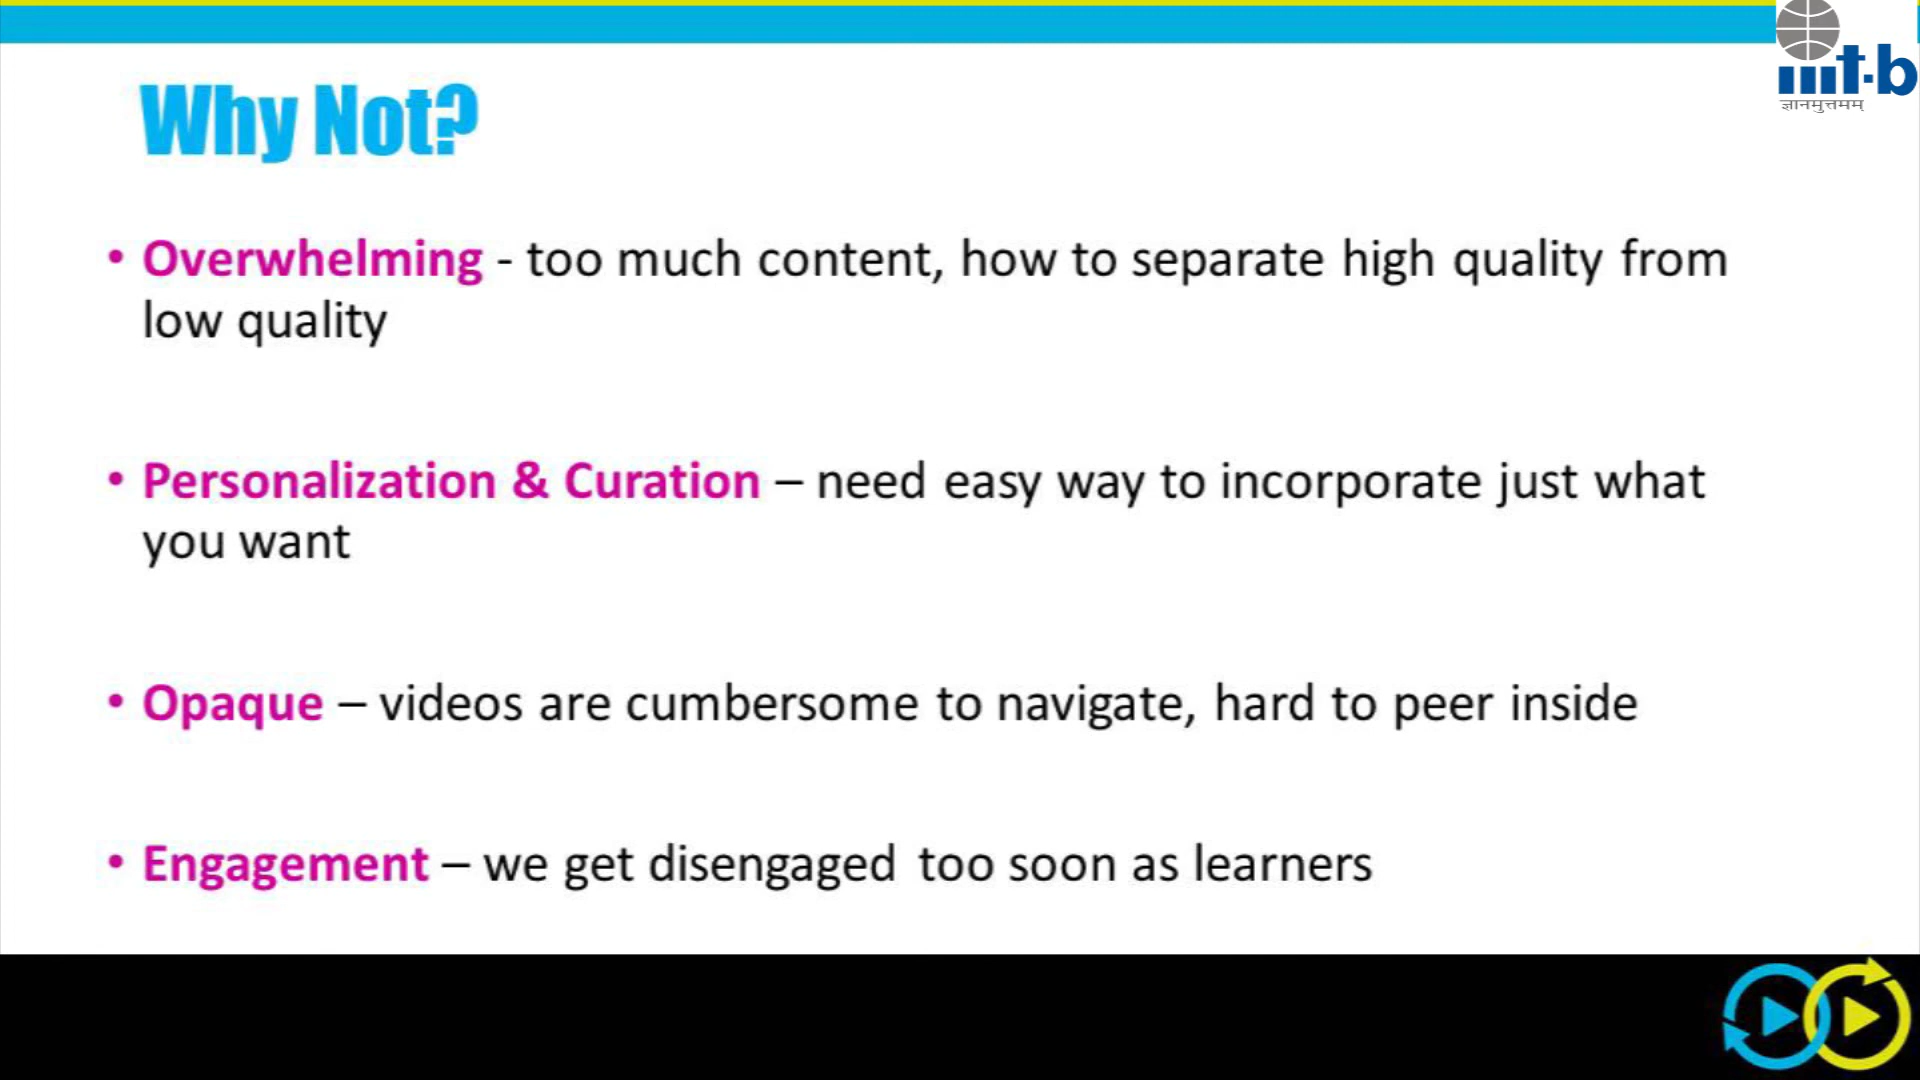 iiit-b
ज्ञानमुत्तमम्
Why Not?
• Overwhelming - too much content, how to separate high quality from
low quality
• Personalization & Curation – need easy way to incorporate just what
you want
• Opaque – videos are cumbersome to navigate, hard to peer inside
• Engagement – we get disengaged too soon as learners